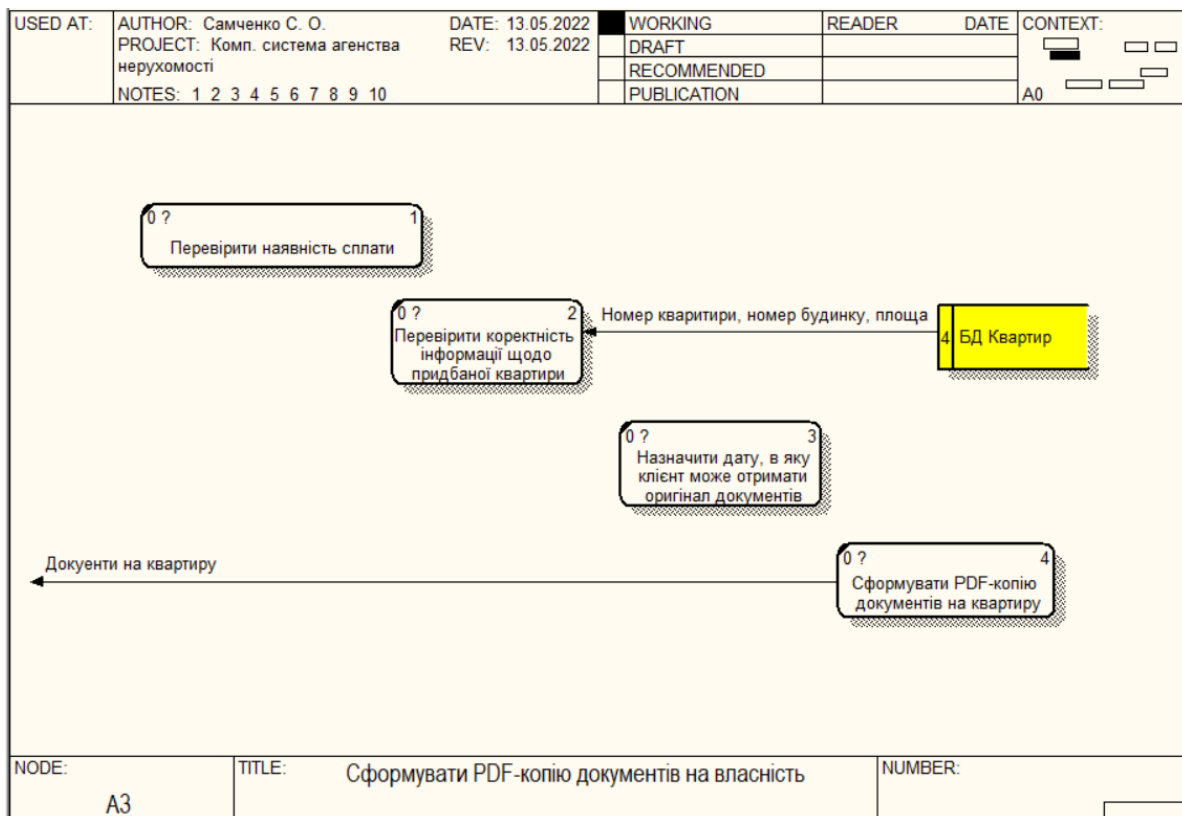 USED AT:
AUTHOR: Самченко С. О.
DATE: 13.05.2022
PROJECT: Комп. система агенства
REV: 13.05.2022
нерухомості
NOTES: 1 2 3 4 5 6 7 8 9 10
WORKING
DRAFT
RECOMMENDED
PUBLICATION
READER
DATE
CONTEXT:
A0
0 ?
1
Перевірити наявність сплати
0 ?
2
Перевірити коректність
інформації щодо
придбаної квартири
Номер кваритири, номер будинку, площа
4
БД Квартир
0 ?
3
Назначити дату, в яку
клієнт може отримати
оригінал документів
Докуенти на квартиру
0 ?
4
Сформувати PDF-копію
документів на квартиру
NODE:
A3
TITLE:
Сформувати PDF-копію документів на власність
NUMBER: